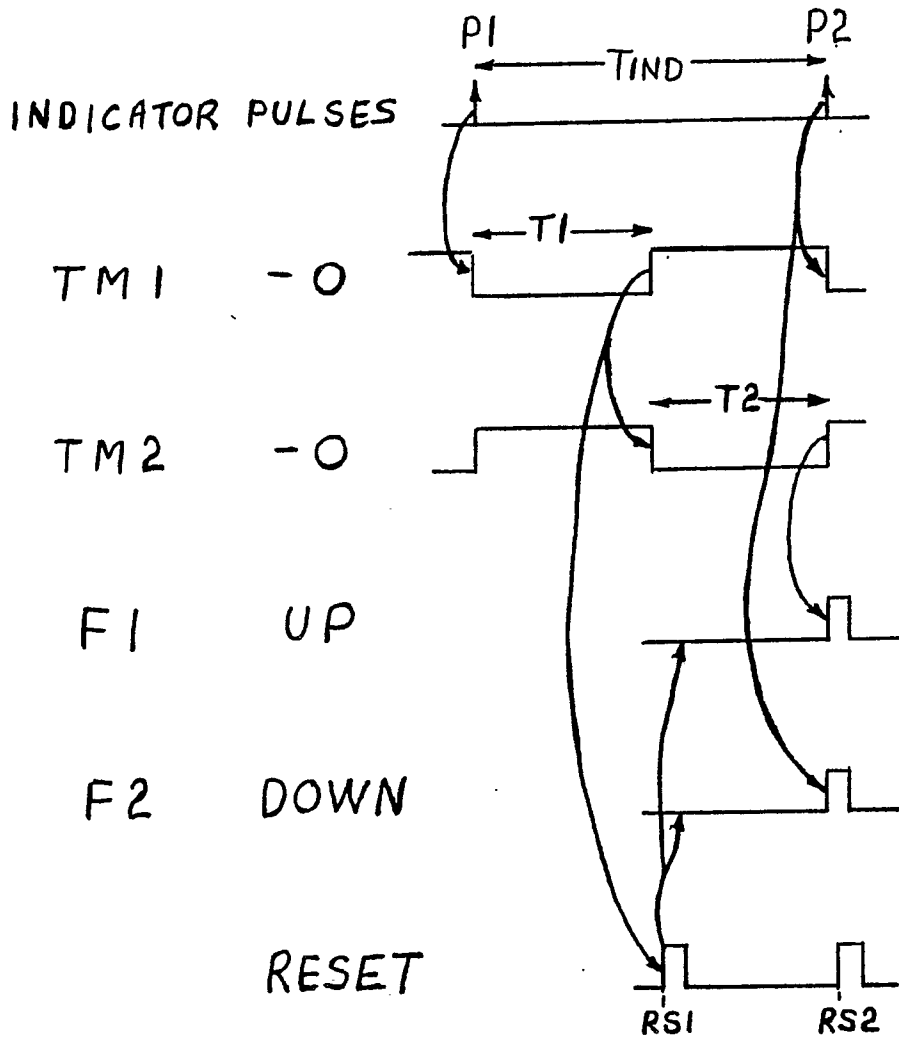 P1 P2
TIND
INDICATOR PULSES
T1
TM1 -O
T2
TM2 -O
F1 UP
F2 DOWN
RESET
RS1 RS2